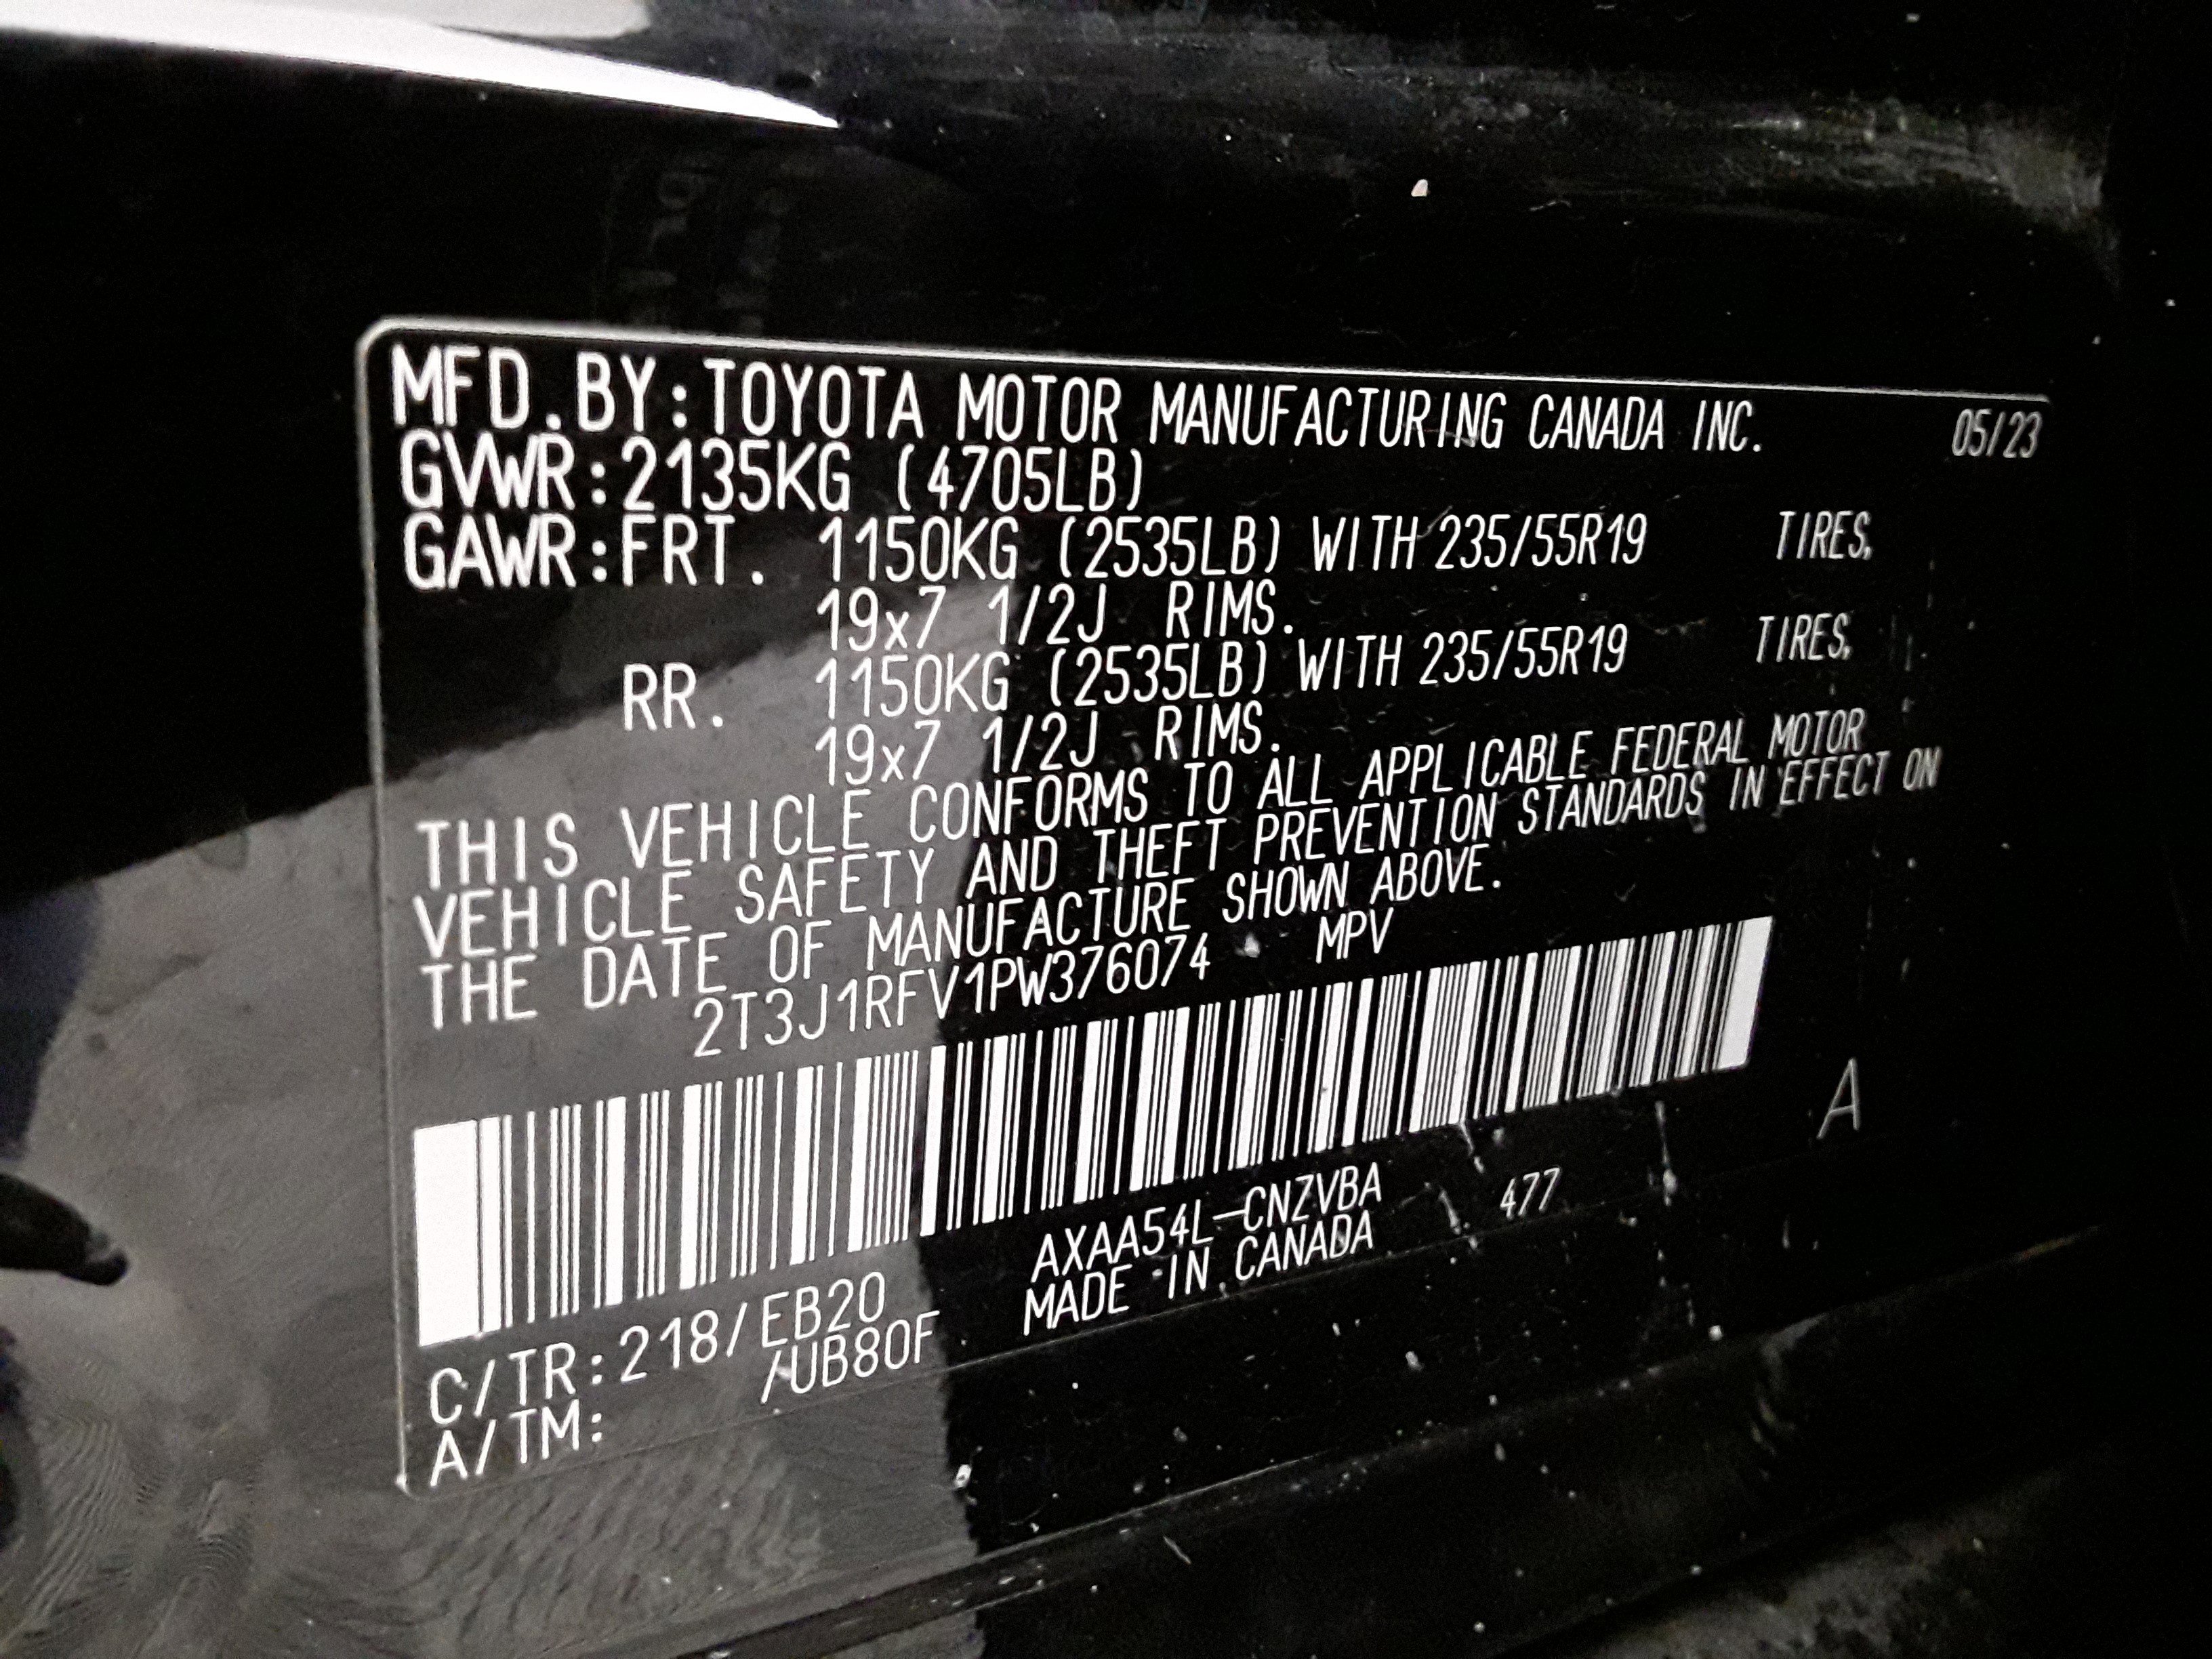 MFD.BY:TOYOTA MOTOR MANUFACTURING CANADA INC. 05/23
GVWR:2135KG (4705LB)
GAWR:FRT. 1150KG (2535LB) WITH 235/55R19 TIRES,
19x7 1/2J RIMS.
RR. 1150KG (2535LB) WITH 235/55R19 TIRES,
19x7 1/2J RIMS.
THIS VEHICLE CONFORMS TO ALL APPLICABLE FEDERAL MOTOR
VEHICLE SAFETY AND THEFT PREVENTION STANDARDS IN EFFECT ON
THE DATE OF MANUFACTURE SHOWN ABOVE.
2T3J1RFV1PW376074 MPV
A
C/TR:218/EB20 AXAA54L-CNZVBA 477
A/TM: /UB80F MADE IN CANADA